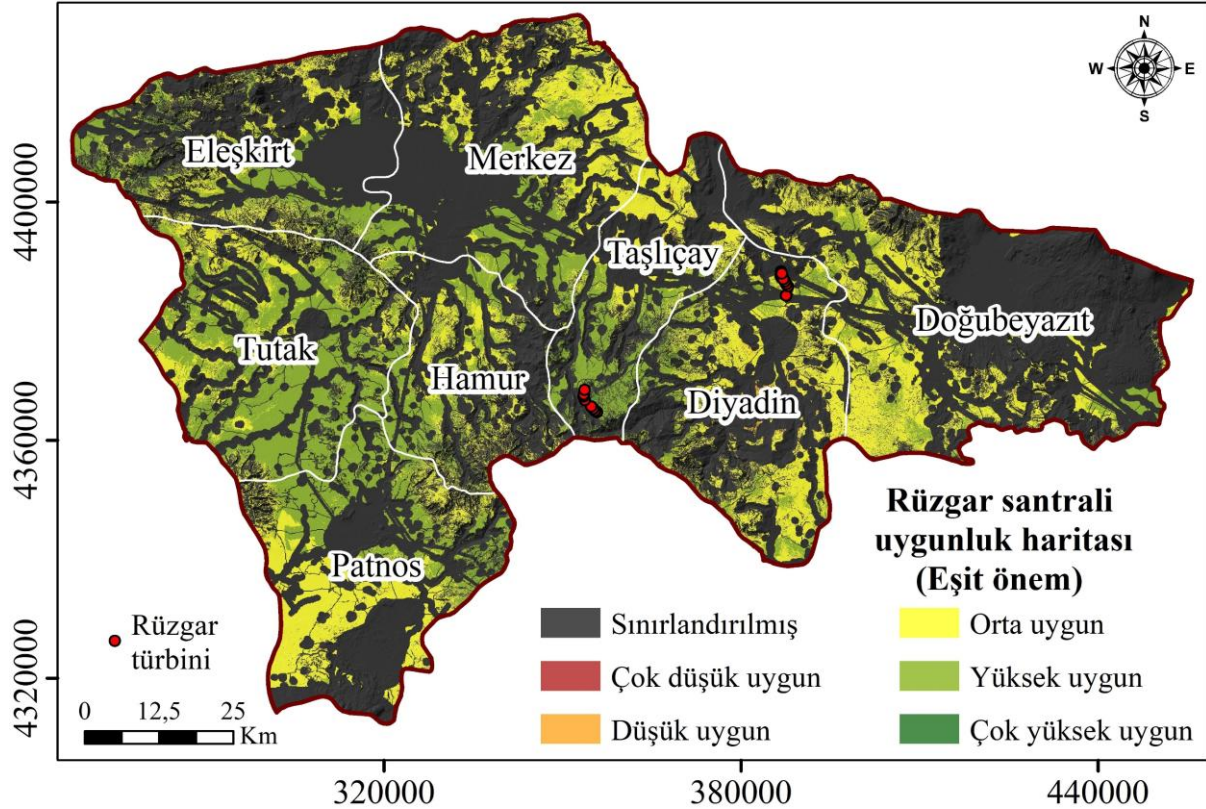 N
W E
S
Eleşkirt
Merkez
Taşlıçay
Doğubeyazıt
Tutak
Hamur
Diyadin
Patnos
4400000
4360000
4320000
320000
380000
440000
Rüzgar santrali
uygunluk haritası
(Eşit önem)
Rüzgar
türbini
0 12,5 25
Km
Sınırlandırılmış
Çok düşük uygun
Düşük uygun
Orta uygun
Yüksek uygun
Çok yüksek uygun